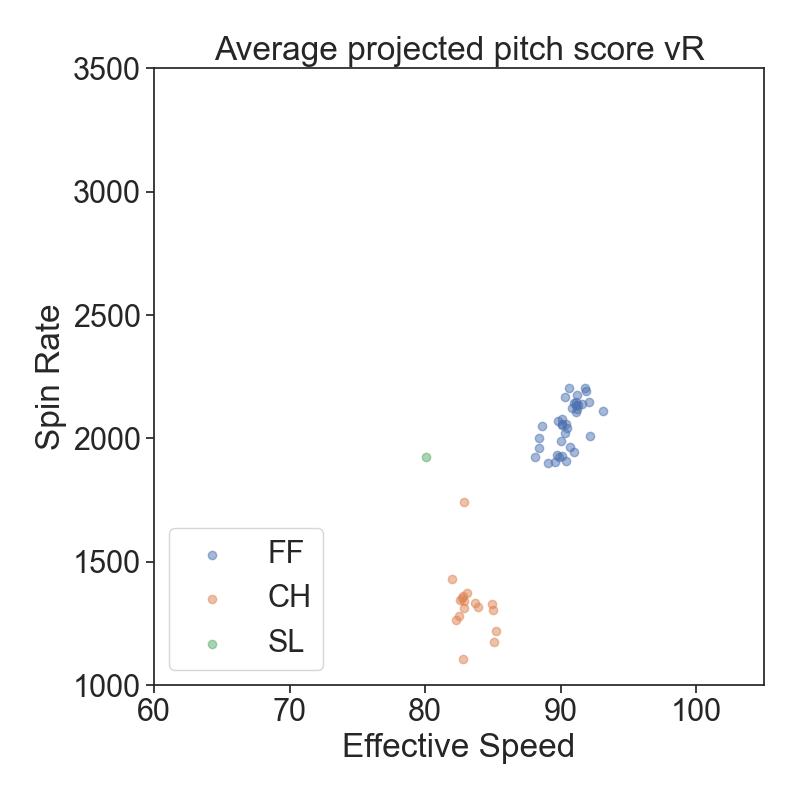 Average projected pitch score vR
3500
3000
2500
2000
1500
1000
Spin Rate
FF
CH
SL
60 70 80 90 100
Effective Speed